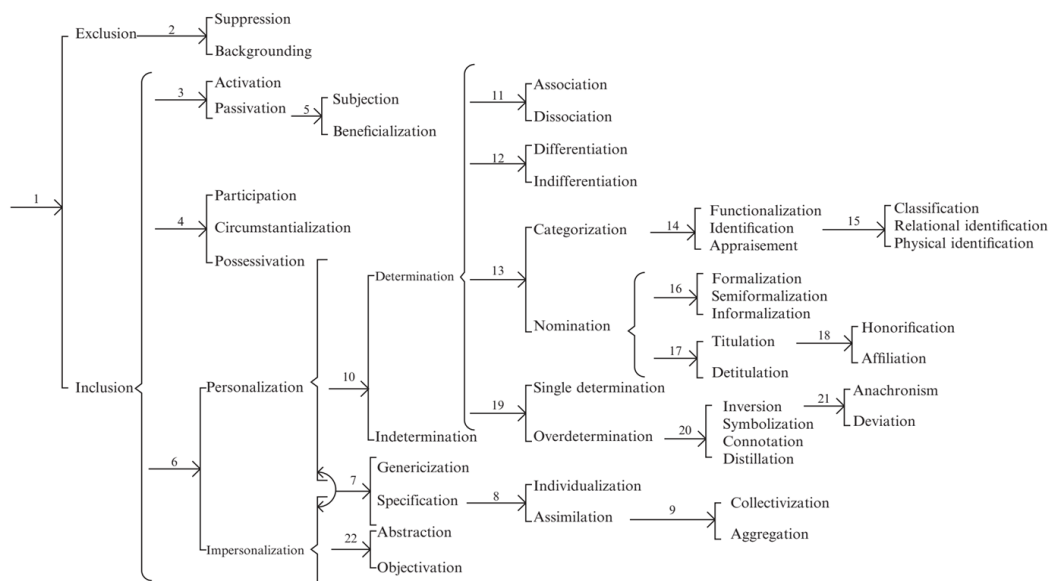 Suppression
Exclusion 2
Backgrounding
Activation
3
Passivation 5 Subjection
Beneficialization
Association
11
Dissociation
Differentiation
12
Indifferentiation
1
Participation
4 Circumstantialization
Possessivation
Determination
Categorization 14 Functionalization
Identification 15
Appraisement
Classification
Relational identification
Physical identification
13
Nomination
16 Formalization
Semiformalization
Informalization
17 Titulation 18 Honorification
Affiliation
Detitulation
Inclusion
Personalization 10
Indetermination
19 Single determination
Overdetermination 20
Inversion 21 Anachronism
Symbolization Deviation
Connotation
Distillation
6
7 Genericization
Specification 8 Individualization
Assimilation 9 Collectivization
Aggregation
Impersonalization 22 Abstraction
Objectivation